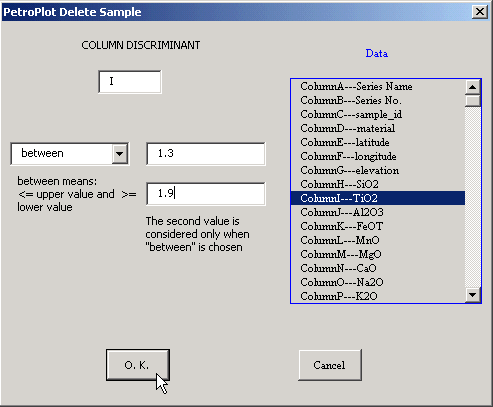 PetroPlot Delete Sample
COLUMN DISCRIMINANT
I
between
1.3
between means:
<= upper value and >=
lower value
1.9
The second value is
considered only when
"between" is chosen
Data
ColumnA---Series Name
ColumnB---Series No.
ColumnC---sample_id
ColumnD---material
ColumnE---latitude
ColumnF---longitude
ColumnG---elevation
ColumnH---SiO2
ColumnI---TiO2
ColumnJ---Al2O3
ColumnK---FeOT
ColumnL---MnO
ColumnM---MgO
ColumnN---CaO
ColumnO---Na2O
ColumnP---K2O
O. K.
Cancel